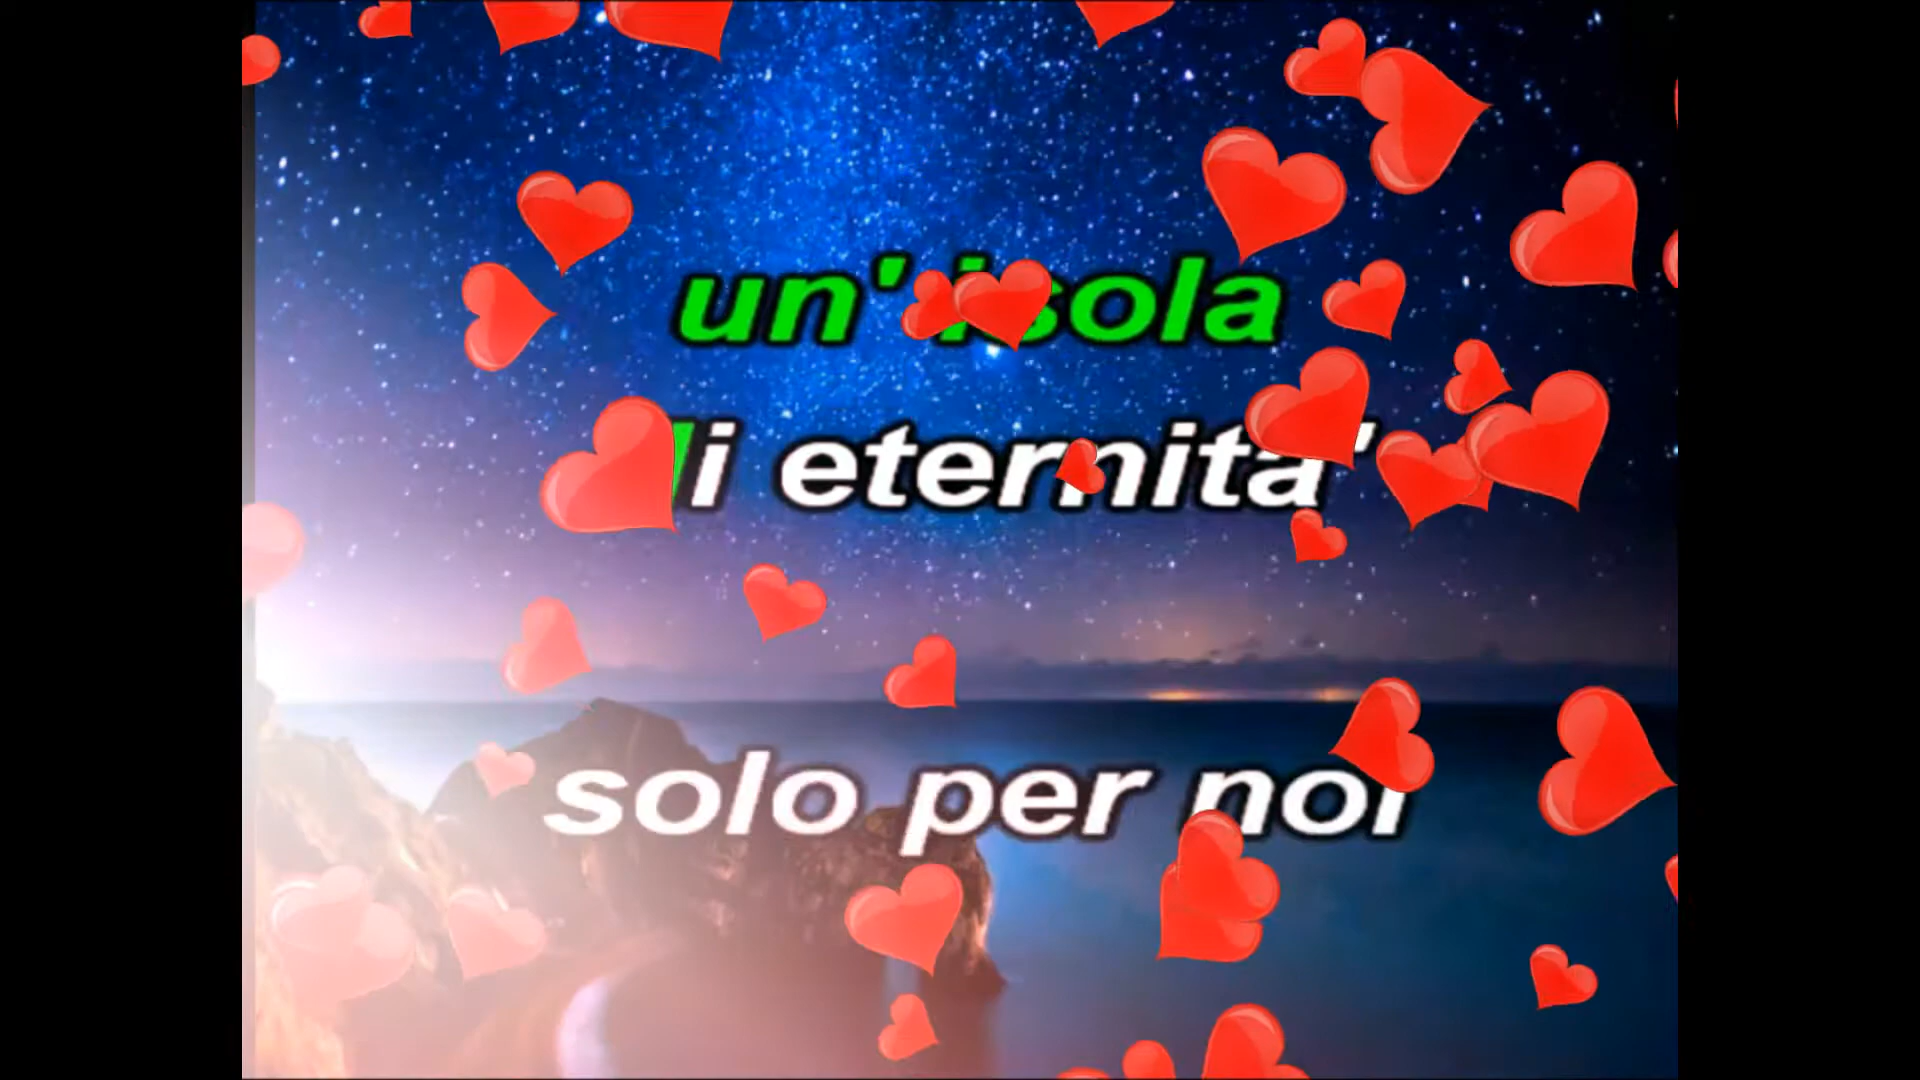 un' isola
di eternita'
solo per noi